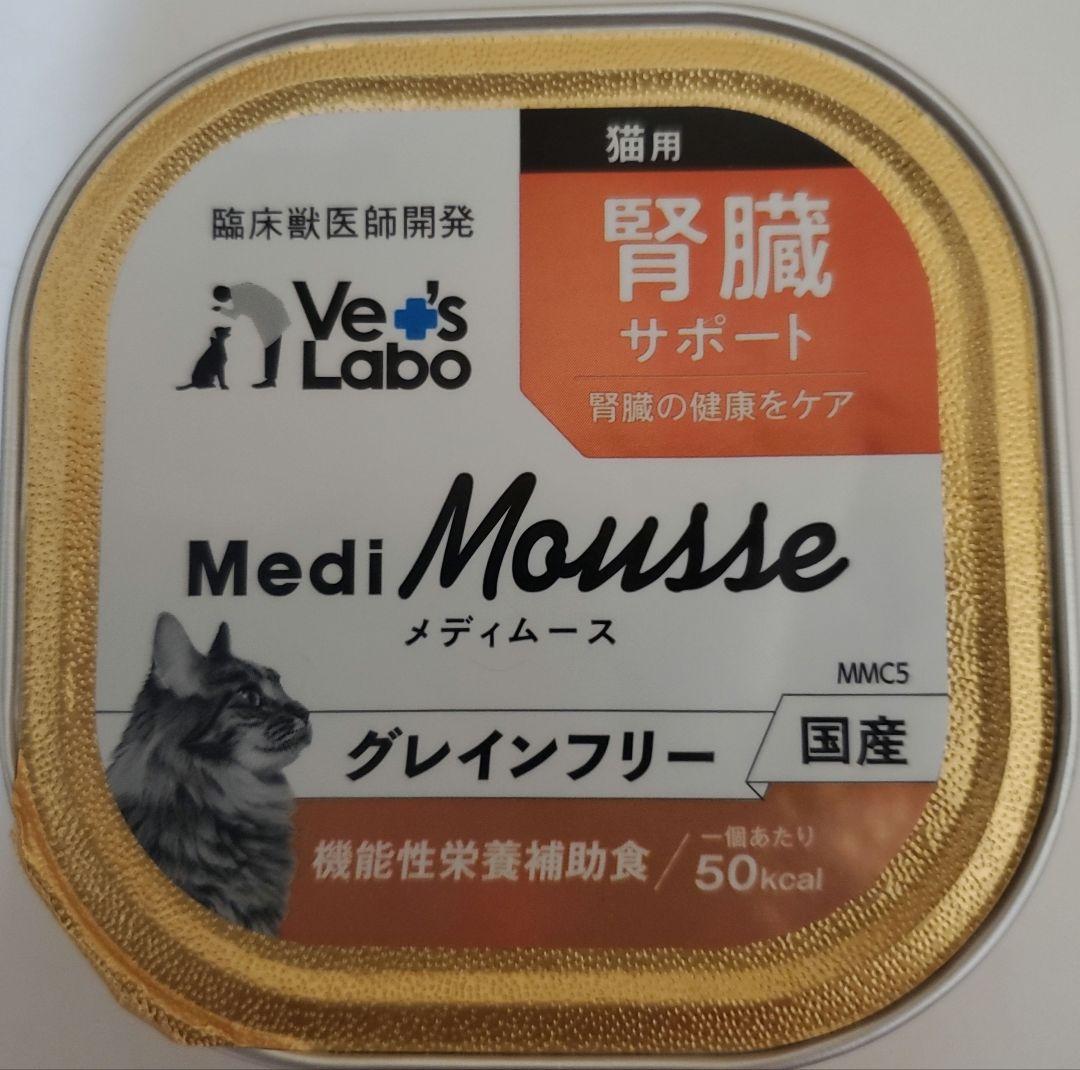 猫用
腎臓
サポート
腎臓の健康をケア
臨床獣医師開発
Vet's
Labo
Medi Mousse
メディムース
MMC5
グレインフリー
国産
機能性栄養補助食
一個あたり
50kcal